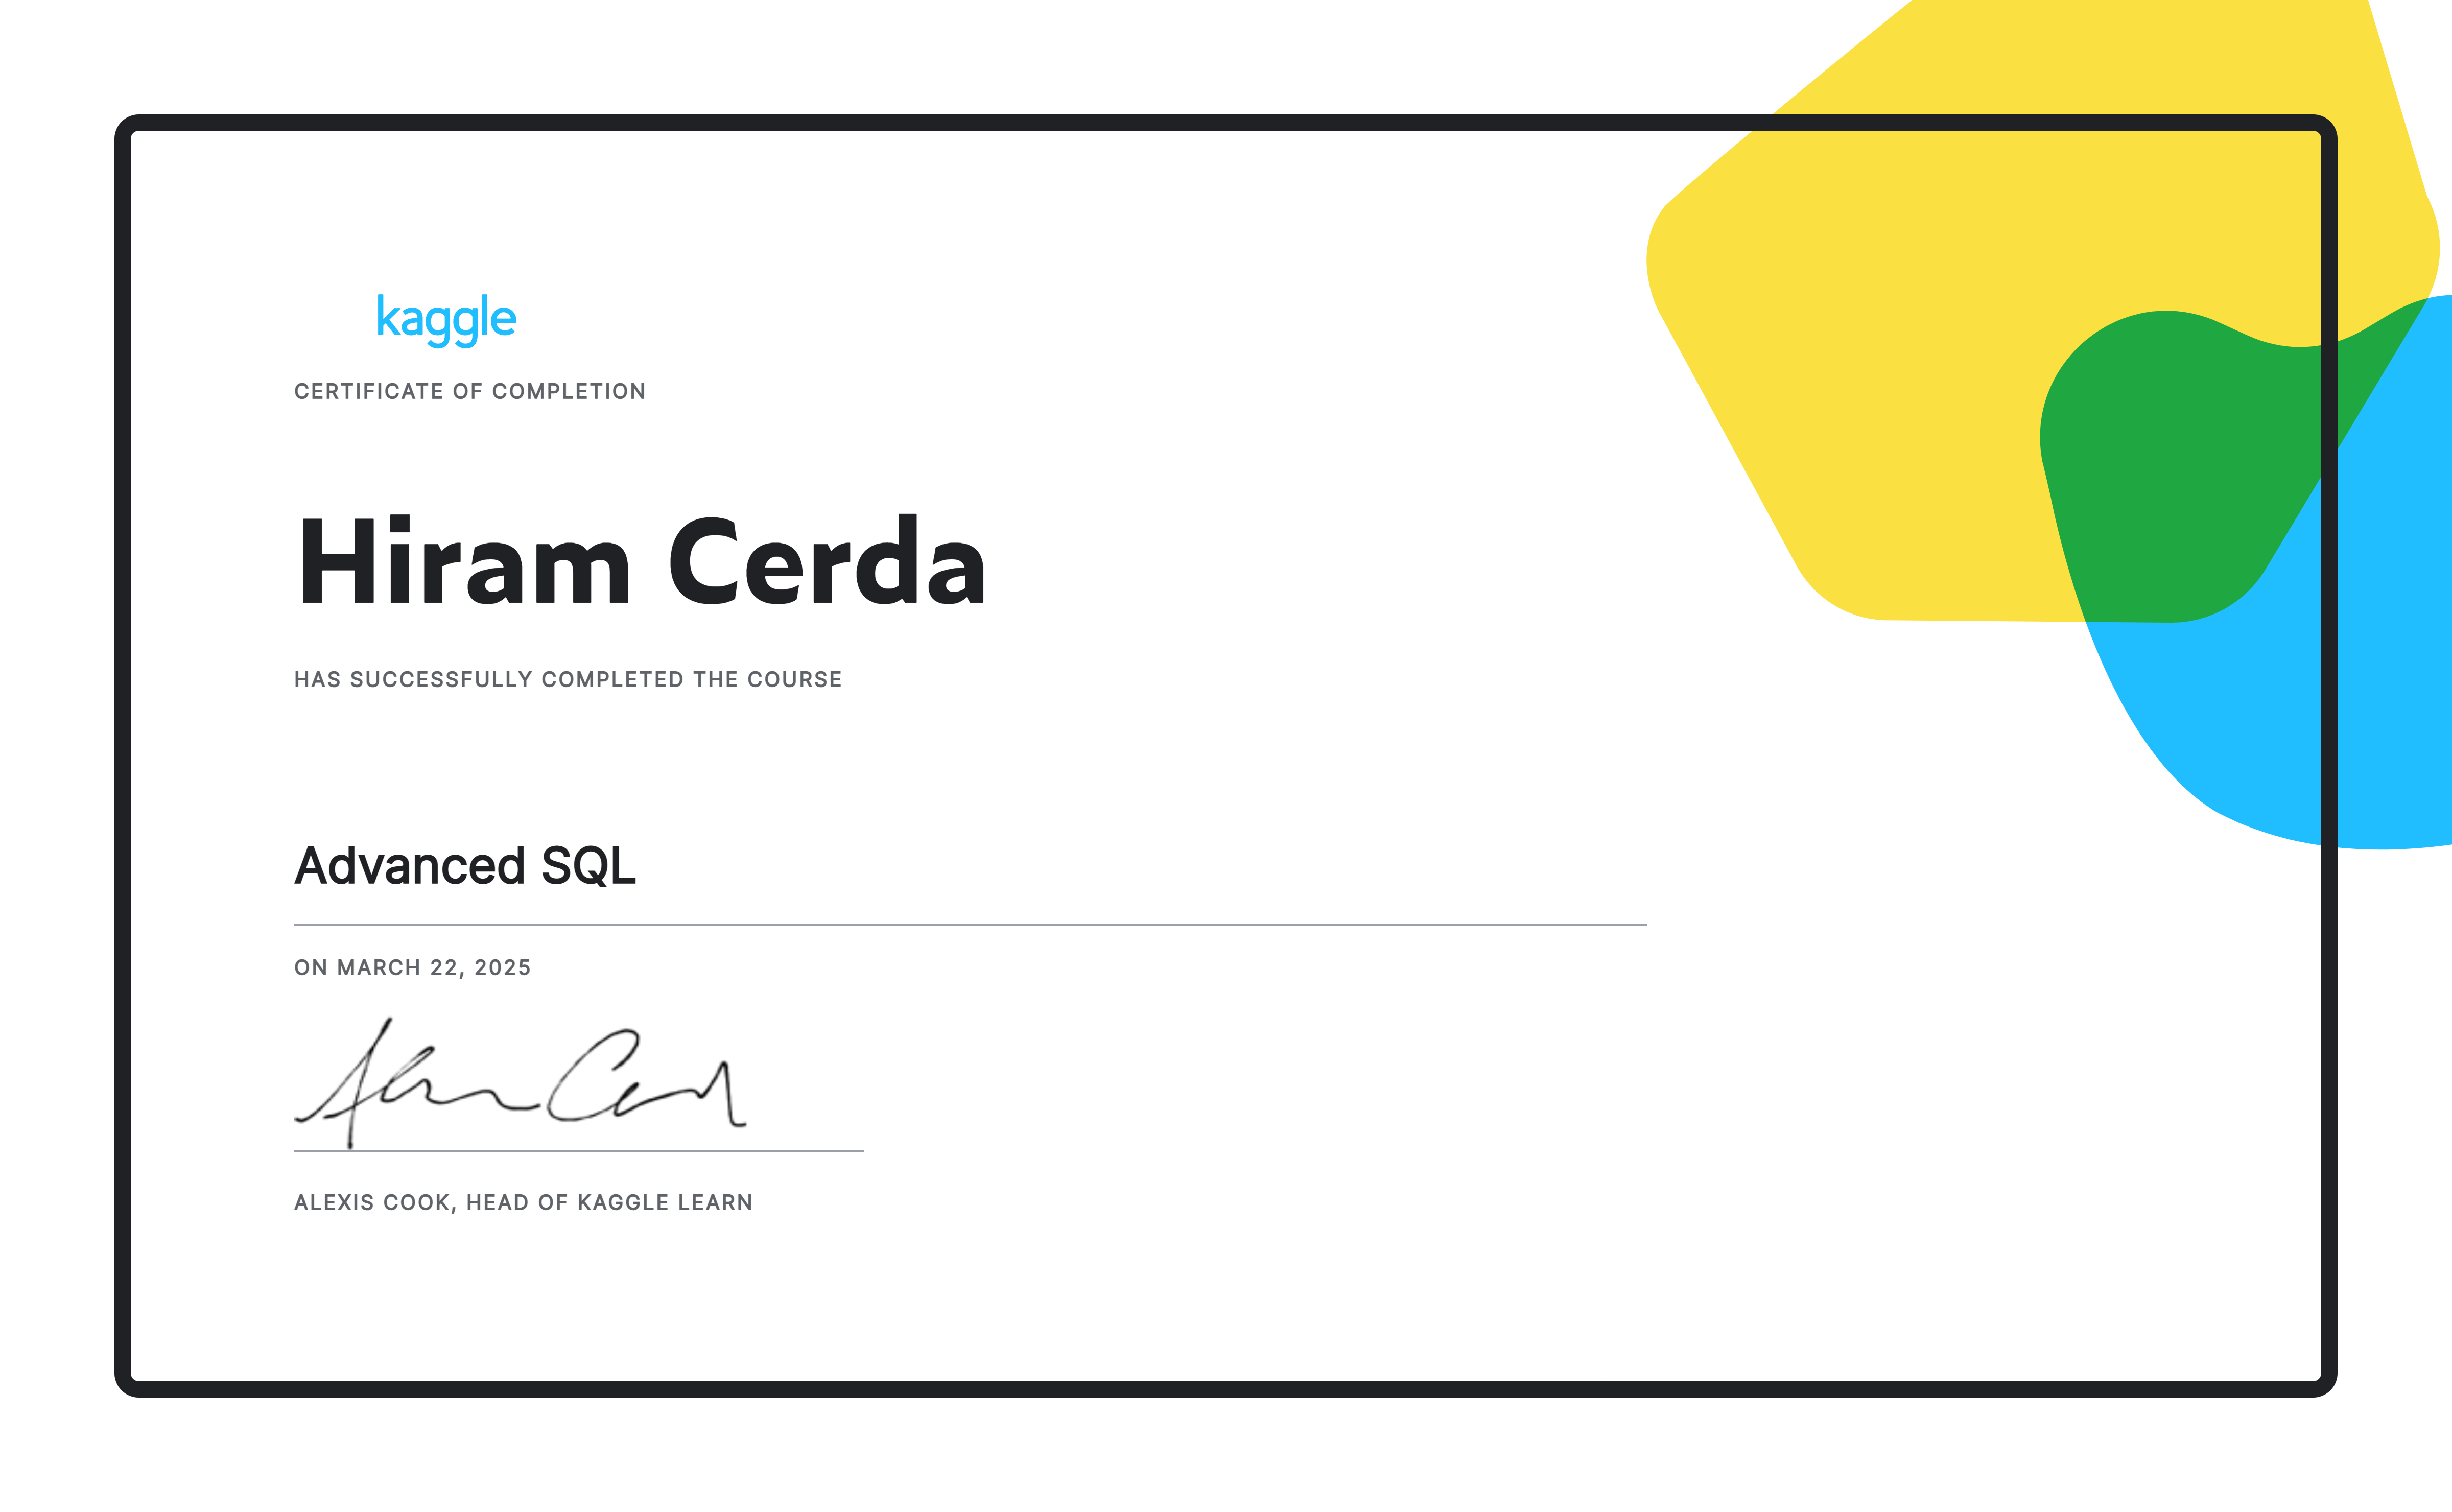 kaggle
CERTIFICATE OF COMPLETION
Hiram Cerda
HAS SUCCESSFULLY COMPLETED THE COURSE
Advanced SQL
ON MARCH 22, 2025
ALEXIS COOK, HEAD OF KAGGLE LEARN